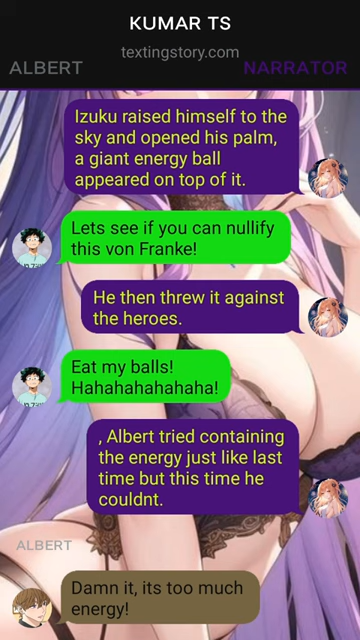 KUMAR TS
textingstory.com
ALBERT
NARRATOR
Izuku raised himself to the
sky and opened his palm,
a giant energy ball
appeared on top of it.
Lets see if you can nullify
this von Franke!
He then threw it against
the heroes.
Eat my balls!
Hahahahahahaha!
, Albert tried containing
the energy just like last
time but this time he
couldnt.
ALBERT
Damn it, its too much
energy!